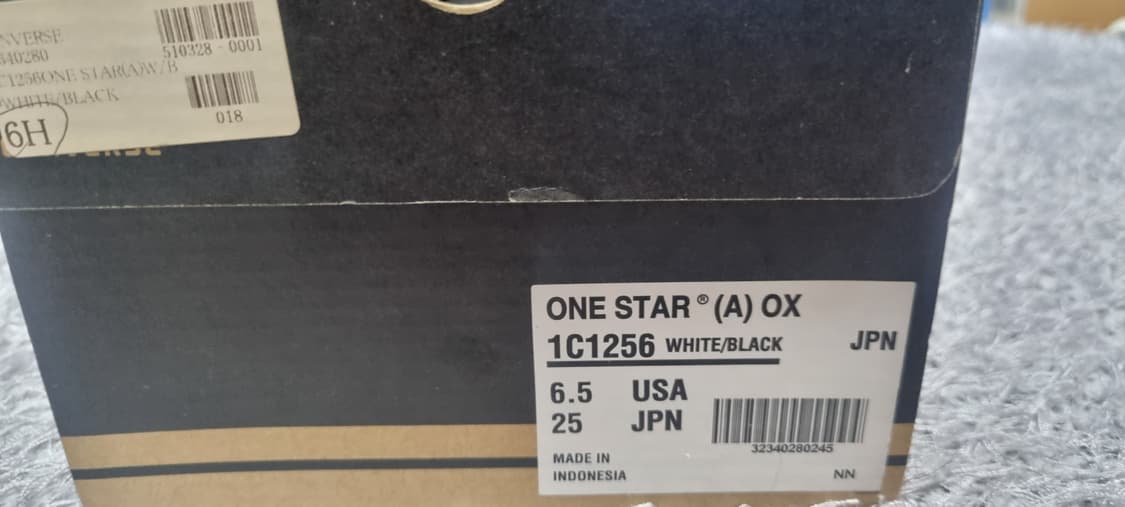 NVERSE
340280
510328-0001
C1256ONE STAR(A)W/B
WHITE/BLACK
018
6H
ONE STAR® (A) OX
1C1256 WHITE/BLACK JPN
6.5 USA
25 JPN
32340280245
MADE IN
INDONESIA
NN